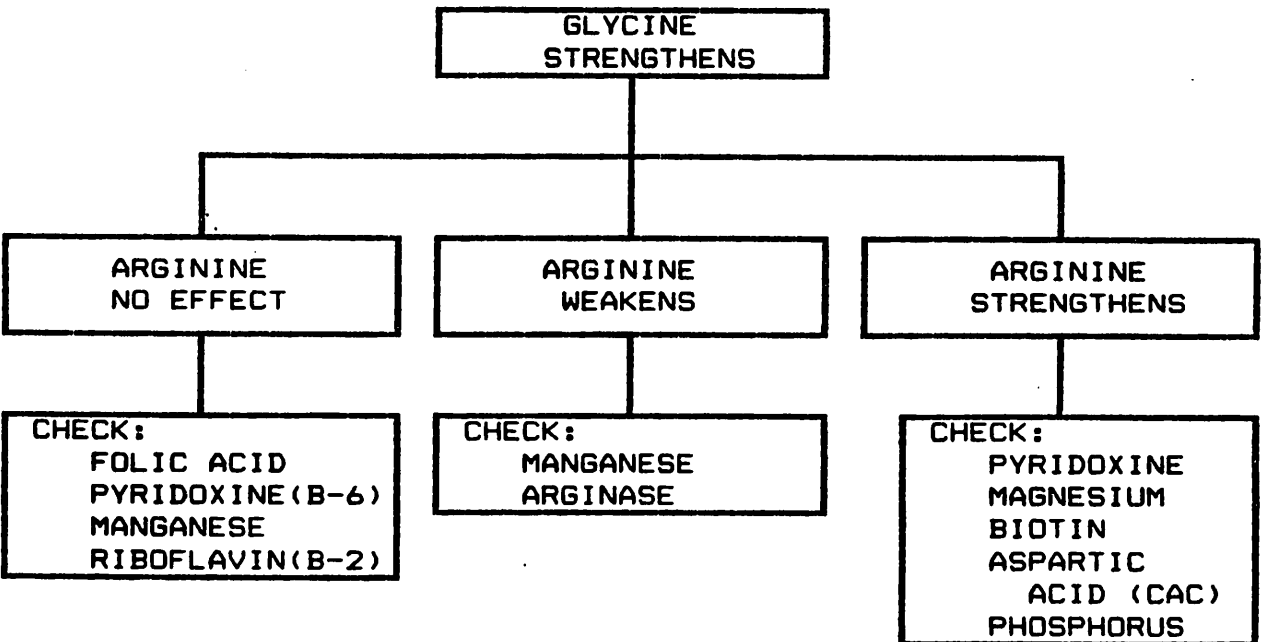 GLYCINE
STRENGTHENS
ARGININE
NO EFFECT
ARGININE
WEAKENS
ARGININE
STRENGTHENS
CHECK:
FOLIC ACID
PYRIDOXINE(B-6)
MANGANESE
RIBOFLAVIN(B-2)
CHECK:
MANGANESE
ARGINASE
CHECK:
PYRIDOXINE
MAGNESIUM
BIOTIN
ASPARTIC
ACID (CAC)
PHOSPHORUS